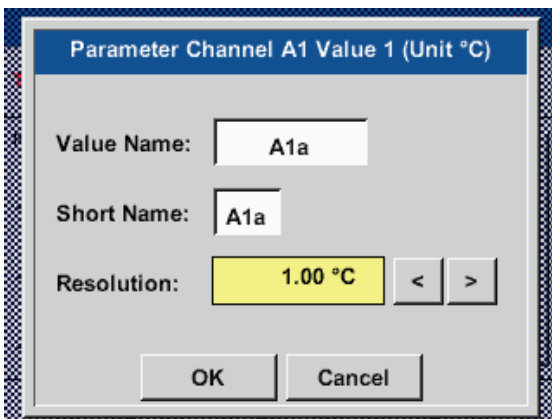 Parameter Channel A1 Value 1 (Unit °C)
Value Name: A1a
Short Name: A1a
Resolution: 1.00 °C < >
OK Cancel